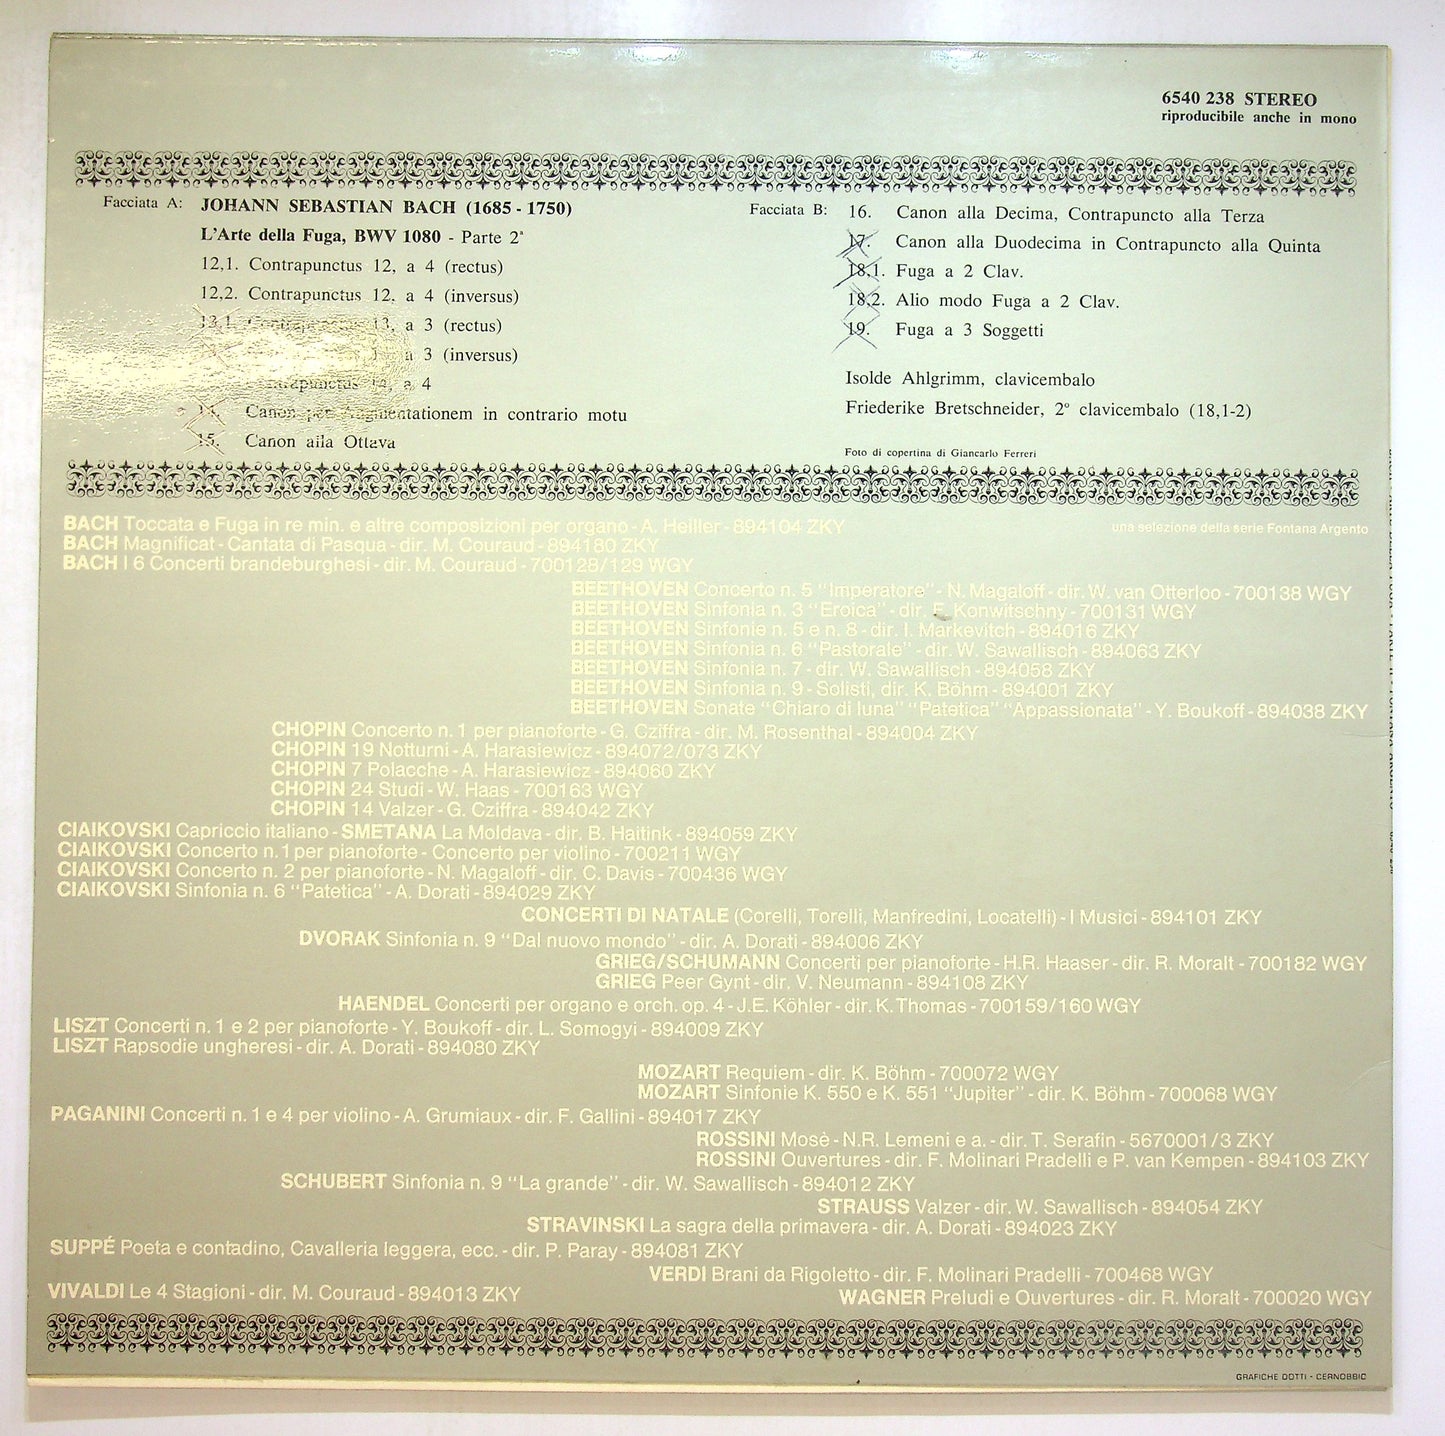 6540 238 STEREO
riproducibile anche in mono
Facciata A: JOHANN SEBASTIAN BACH (1685 - 1750)
L'Arte della Fuga, BWV 1080 - Parte 2ª
12,1. Contrapunctus 12, a 4 (rectus)
12,2. Contrapunctus 12, a 4 (inversus)
13,1. Contrapunctus 13, a 3 (rectus)
a 3 (inversus)
Contrapunctus 14, a 4
14. Canon per Augmentationem in contrario motu
15. Canon alla Ottava
Facciata B: 16. Canon alla Decima, Contrapuncto alla Terza
17. Canon alla Duodecima in Contrapuncto alla Quinta
18,1. Fuga a 2 Clav.
18,2. Alio modo Fuga a 2 Clav.
19. Fuga a 3 Soggetti
Isolde Ahlgrimm, clavicembalo
Friederike Bretschneider, 2º clavicembalo (18,1-2)
Foto di copertina di Giancarlo Ferreri
una selezione della serie Fontana Argento
BACH Toccata e Fuga in re min. e altre composizioni per organo - A. Heiller - 894104 ZKY
BACH Magnificat - Cantata di Pasqua - dir. M. Couraud - 894180 ZKY
BACH I 6 Concerti brandeburghesi - dir. M. Couraud - 700128/129 WGY
BEETHOVEN Concerto n. 5 "Imperatore" - N. Magaloff - dir. W. van Otterloo - 700138 WGY
BEETHOVEN Sinfonia n. 3 "Eroica" - dir. F. Konwitschny - 700131 WGY
BEETHOVEN Sinfonie n. 5 e n. 8 - dir. I. Markevitch - 894016 ZKY
BEETHOVEN Sinfonia n. 6 "Pastorale" - dir. W. Sawallisch - 894063 ZKY
BEETHOVEN Sinfonia n. 7 - dir. W. Sawallisch - 894058 ZKY
BEETHOVEN Sinfonia n. 9 - Solisti, dir. K. Böhm - 894001 ZKY
BEETHOVEN Sonate "Chiaro di luna" "Patetica" "Appassionata" - Y. Boukoff - 894038 ZKY
CHOPIN Concerto n. 1 per pianoforte - G. Cziffra - dir. M. Rosenthal - 894004 ZKY
CHOPIN 19 Notturni - A. Harasiewicz - 894072/073 ZKY
CHOPIN 7 Polacche - A. Harasiewicz - 894060 ZKY
CHOPIN 24 Studi - W. Haas - 700163 WGY
CHOPIN 14 Valzer - G. Cziffra - 894042 ZKY
CIAIKOVSKI Capriccio italiano - SMETANA La Moldava - dir. B. Haitink - 894059 ZKY
CIAIKOVSKI Concerto n. 1 per pianoforte - Concerto per violino - 700211 WGY
CIAIKOVSKI Concerto n. 2 per pianoforte - N. Magaloff - dir. C. Davis - 700436 WGY
CIAIKOVSKI Sinfonia n. 6 "Patetica" - A. Dorati - 894029 ZKY
CONCERTI DI NATALE (Corelli, Torelli, Manfredini, Locatelli) - I Musici - 894101 ZKY
DVORAK Sinfonia n. 9 "Dal nuovo mondo" - dir. A. Dorati - 894006 ZKY
GRIEG/SCHUMANN Concerti per pianoforte - H.R. Haaser - dir. R. Moralt - 700182 WGY
GRIEG Peer Gynt - dir. V. Neumann - 894108 ZKY
HAENDEL Concerti per organo e orch. op. 4 - J.E. Köhler - dir. K. Thomas - 700159/160 WGY
LISZT Concerti n. 1 e 2 per pianoforte - Y. Boukoff - dir. L. Somogyi - 894009 ZKY
LISZT Rapsodie ungheresi - dir. A. Dorati - 894080 ZKY
MOZART Requiem - dir. K. Böhm - 700072 WGY
MOZART Sinfonie K. 550 e K. 551 "Jupiter" - dir. K. Böhm - 700068 WGY
PAGANINI Concerti n. 1 e 4 per violino - A. Grumiaux - dir. F. Gallini - 894017 ZKY
ROSSINI Mosè - N.R. Lemeni e a. - dir. T. Serafin - 5670001/3 ZKY
ROSSINI Ouvertures - dir. F. Molinari Pradelli e P. van Kempen - 894103 ZKY
SCHUBERT Sinfonia n. 9 "La grande" - dir. W. Sawallisch - 894012 ZKY
STRAUSS Valzer - dir. W. Sawallisch - 894054 ZKY
STRAVINSKI La sagra della primavera - dir. A. Dorati - 894023 ZKY
SUPPÉ Poeta e contadino, Cavalleria leggera, ecc. - dir. P. Paray - 894081 ZKY
VERDI Brani da Rigoletto - dir. F. Molinari Pradelli - 700468 WGY
VIVALDI Le 4 Stagioni - dir. M. Couraud - 894013 ZKY
WAGNER Preludi e Ouvertures - dir. R. Moralt - 700020 WGY
GRAFICHE DOTTI - CERNOBBIO